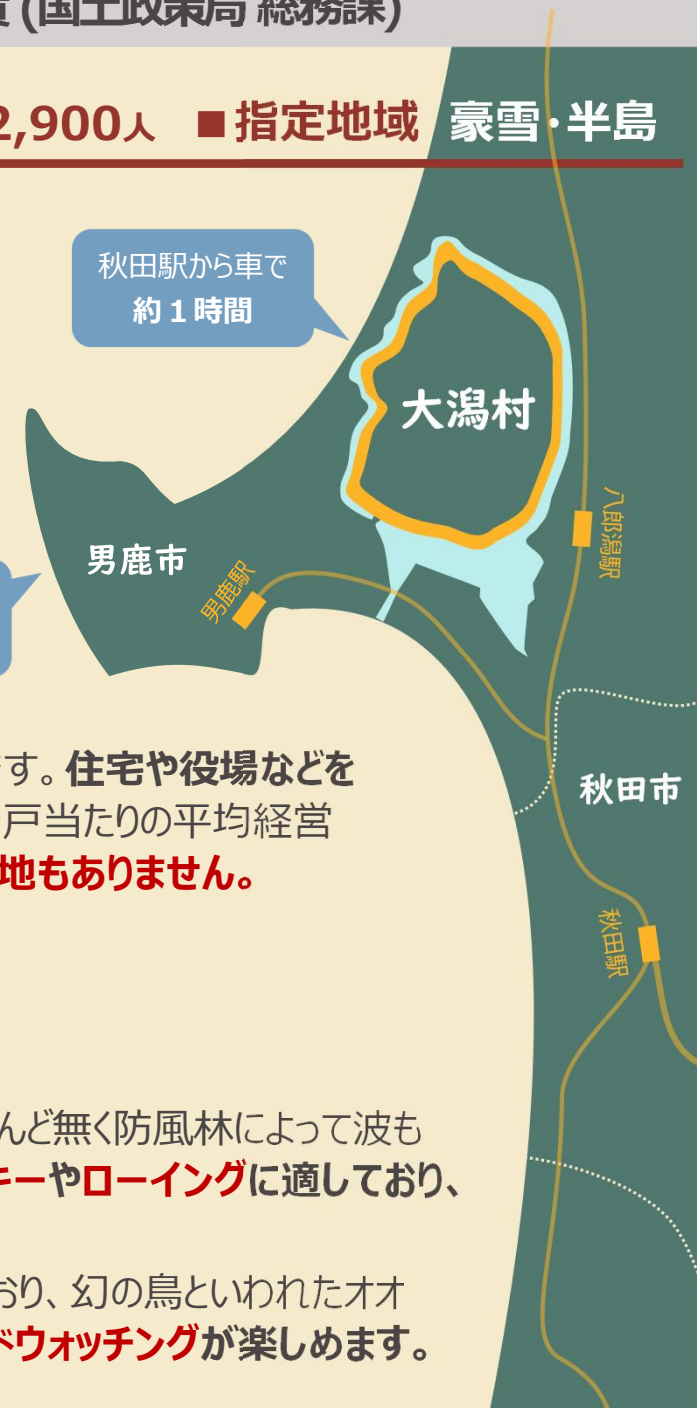 (国土政策局 総務課)
2,900人 ■指定地域 豪雪・半島
秋田駅から車で
約1時間
大潟村
八郎潟駅
男鹿市
男鹿駅
す。住宅や役場などを
秋田市
戸当たりの平均経営
地もありません。
秋田駅
んど無く防風林によって波も
キーやローイングに適しており、
おり、幻の鳥といわれたオオ
ドウォッチングが楽しめます。